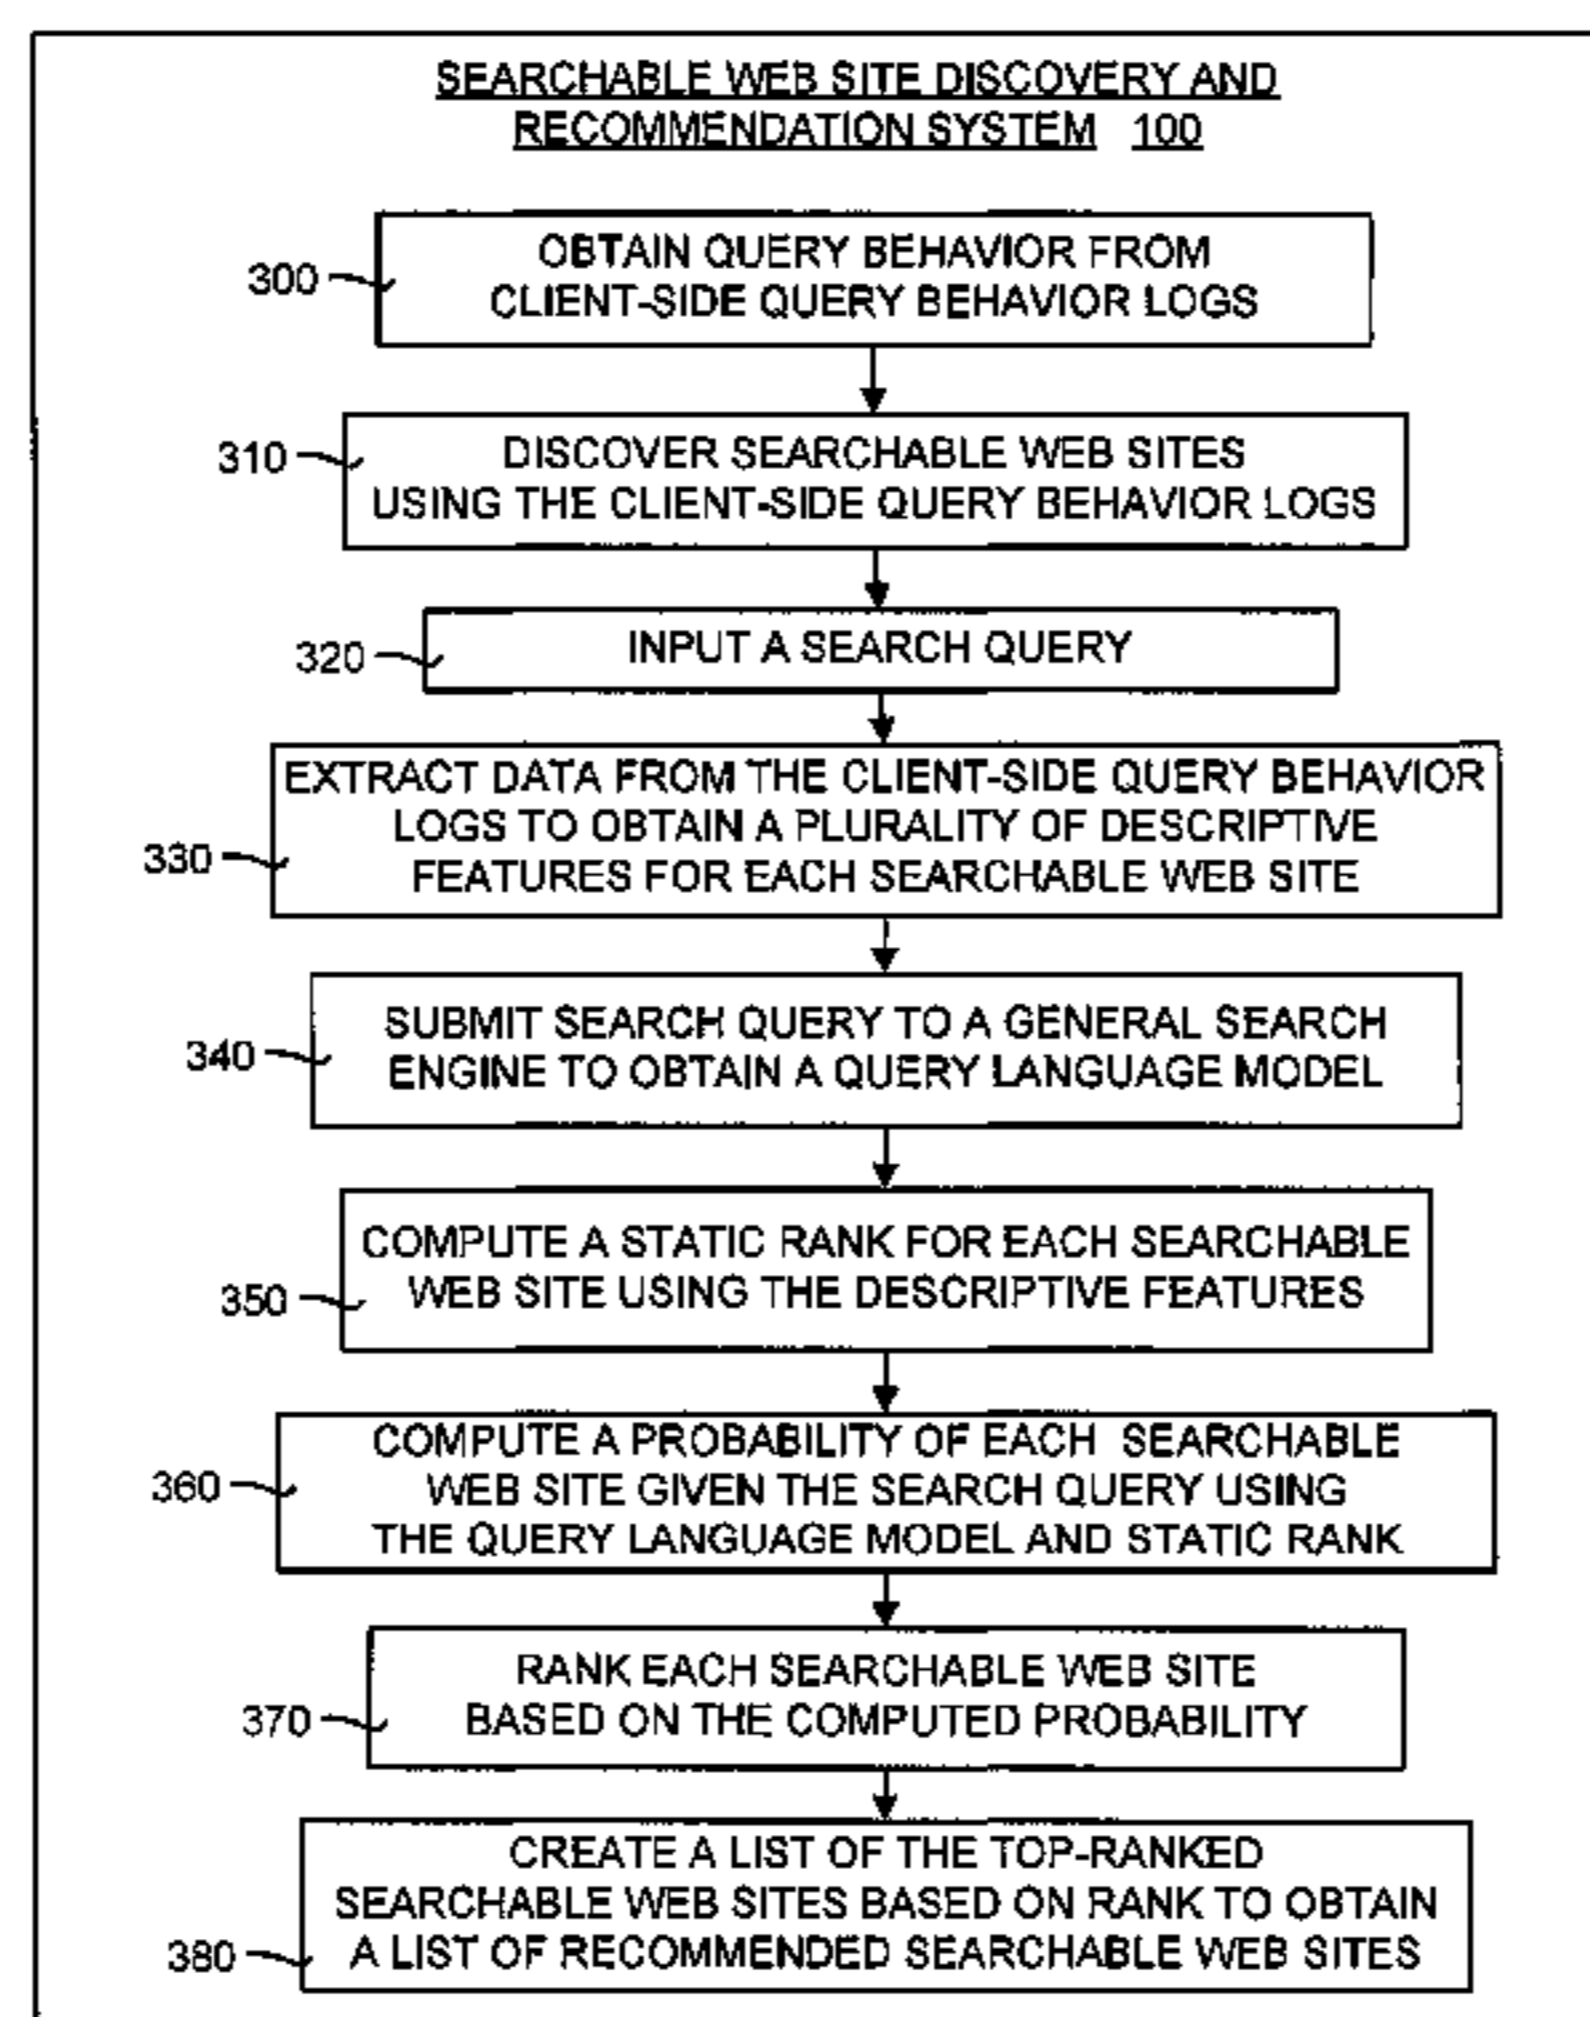 SEARCHABLE WEB SITE DISCOVERY AND
RECOMMENDATION SYSTEM 100
300
OBTAIN QUERY BEHAVIOR FROM
CLIENT-SIDE QUERY BEHAVIOR LOGS
310
DISCOVER SEARCHABLE WEB SITES
USING THE CLIENT-SIDE QUERY BEHAVIOR LOGS
320
INPUT A SEARCH QUERY
330
EXTRACT DATA FROM THE CLIENT-SIDE QUERY BEHAVIOR
LOGS TO OBTAIN A PLURALITY OF DESCRIPTIVE
FEATURES FOR EACH SEARCHABLE WEB SITE
340
SUBMIT SEARCH QUERY TO A GENERAL SEARCH
ENGINE TO OBTAIN A QUERY LANGUAGE MODEL
350
COMPUTE A STATIC RANK FOR EACH SEARCHABLE
WEB SITE USING THE DESCRIPTIVE FEATURES
360
COMPUTE A PROBABILITY OF EACH SEARCHABLE
WEB SITE GIVEN THE SEARCH QUERY USING
THE QUERY LANGUAGE MODEL AND STATIC RANK
370
RANK EACH SEARCHABLE WEB SITE
BASED ON THE COMPUTED PROBABILITY
380
CREATE A LIST OF THE TOP-RANKED
SEARCHABLE WEB SITES BASED ON RANK TO OBTAIN
A LIST OF RECOMMENDED SEARCHABLE WEB SITES